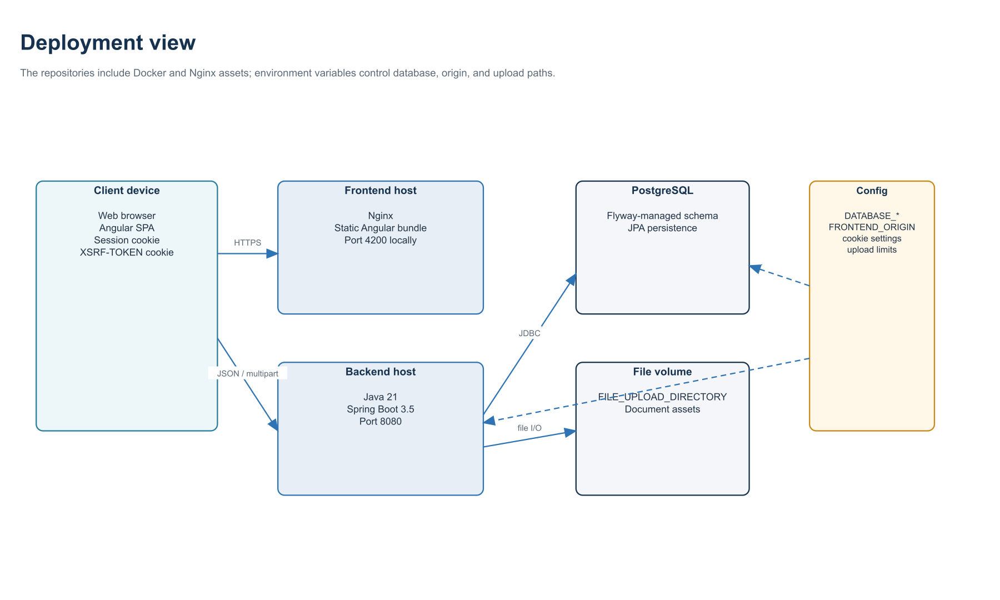 Deployment view
The repositories include Docker and Nginx assets; environment variables control database, origin, and upload paths.
Client device
Web browser
Angular SPA
Session cookie
XSRF-TOKEN cookie
HTTPS
Frontend host
Nginx
Static Angular bundle
Port 4200 locally
PostgreSQL
Flyway-managed schema
JPA persistence
Config
DATABASE_*
FRONTEND_ORIGIN
cookie settings
upload limits
JDBC
JSON / multipart
Backend host
Java 21
Spring Boot 3.5
Port 8080
file I/O
File volume
FILE_UPLOAD_DIRECTORY
Document assets